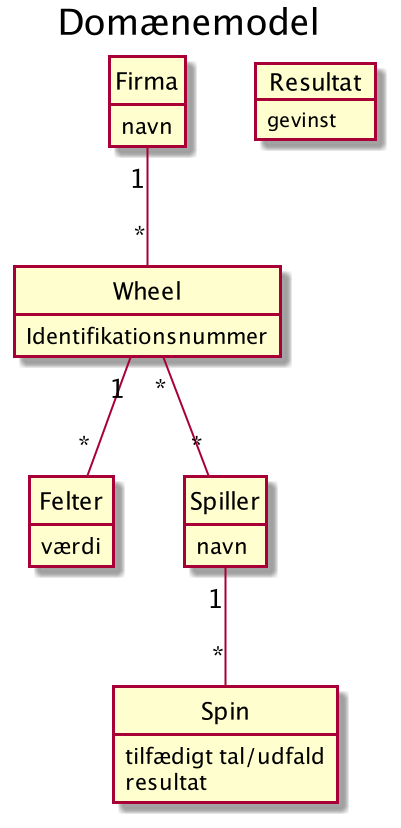 Domænemodel
Firma
navn
Resultat
gevinst
1
*
Wheel
Identifikationsnummer
1
*
*
*
Felter
værdi
Spiller
navn
1
*
Spin
tilfædigt tal/udfald
resultat